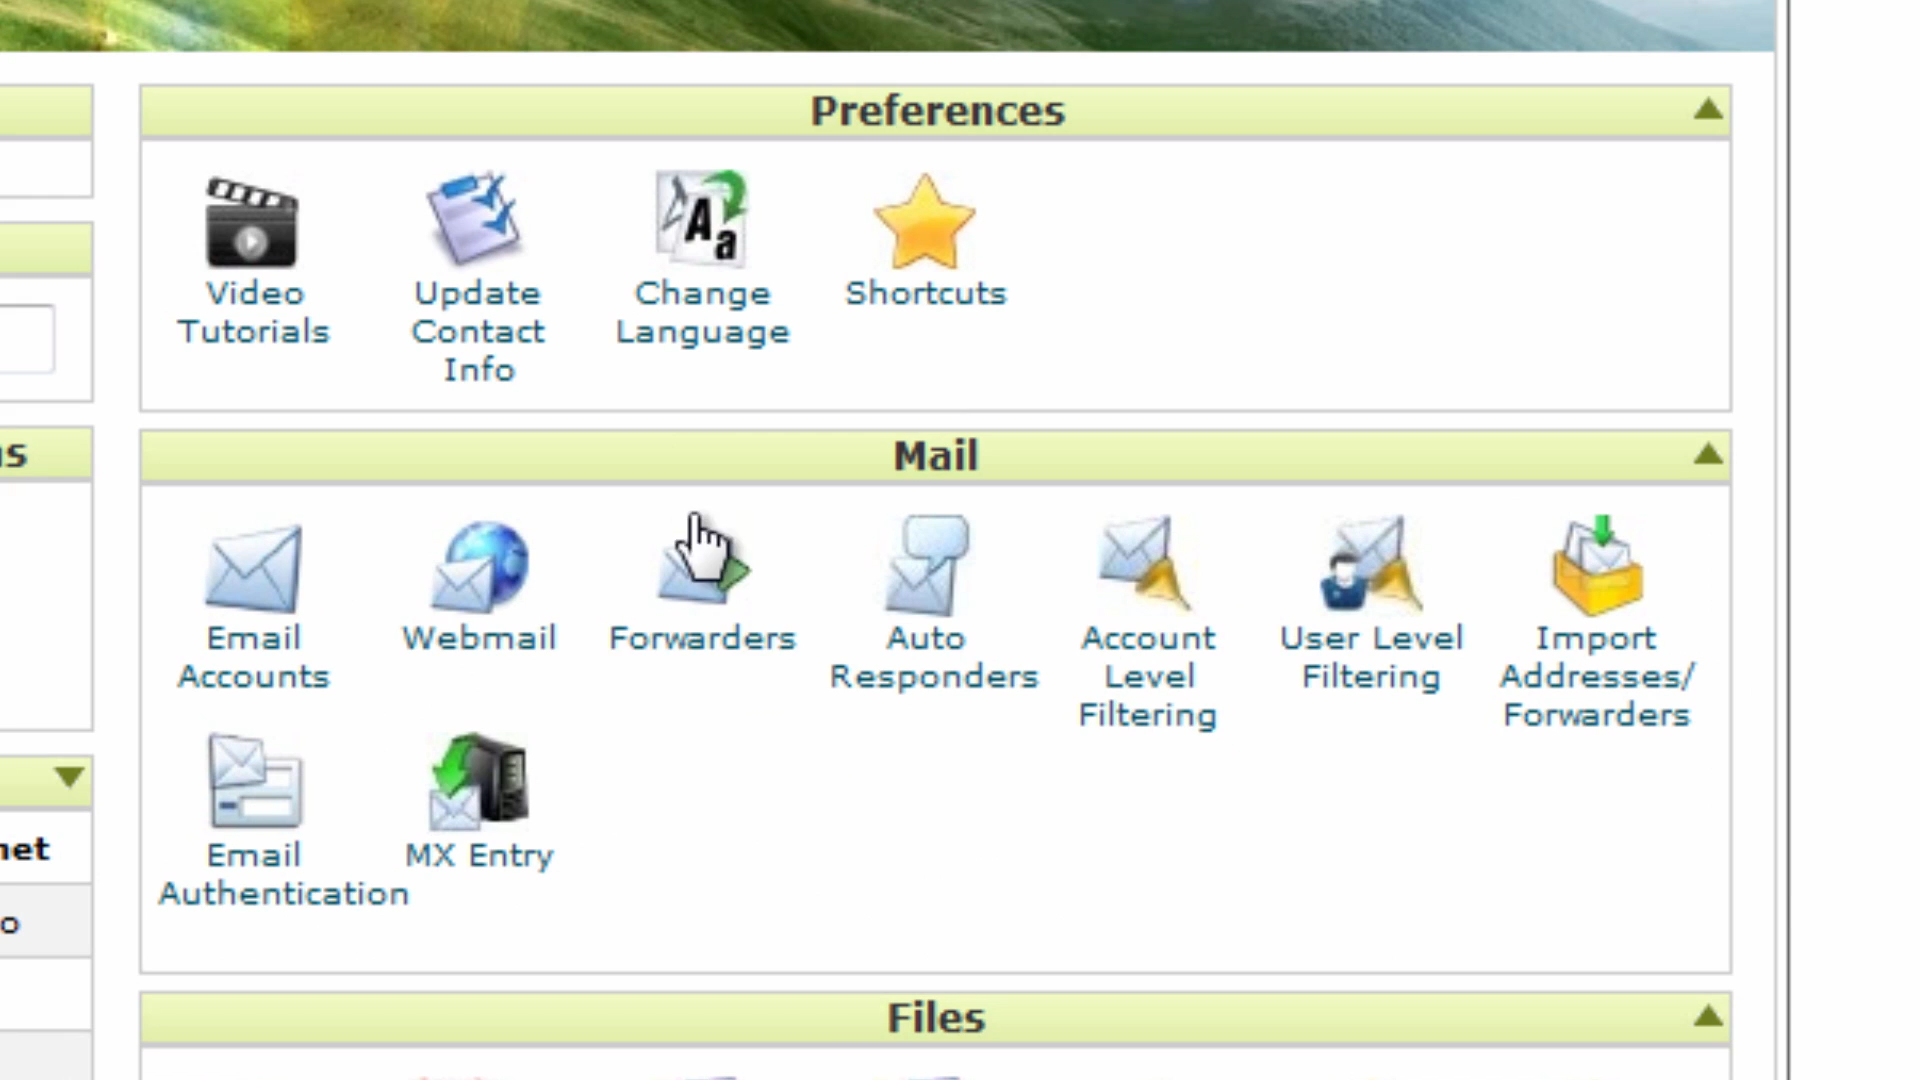 Preferences
Video
Tutorials
Update
Contact
Info
Change
Language
Shortcuts
Aa
Mail
Email
Accounts
Webmail
Forwarders
Auto
Responders
Account
Level
Filtering
User Level
Filtering
Import
Addresses/
Forwarders
Email
Authentication
MX Entry
Files